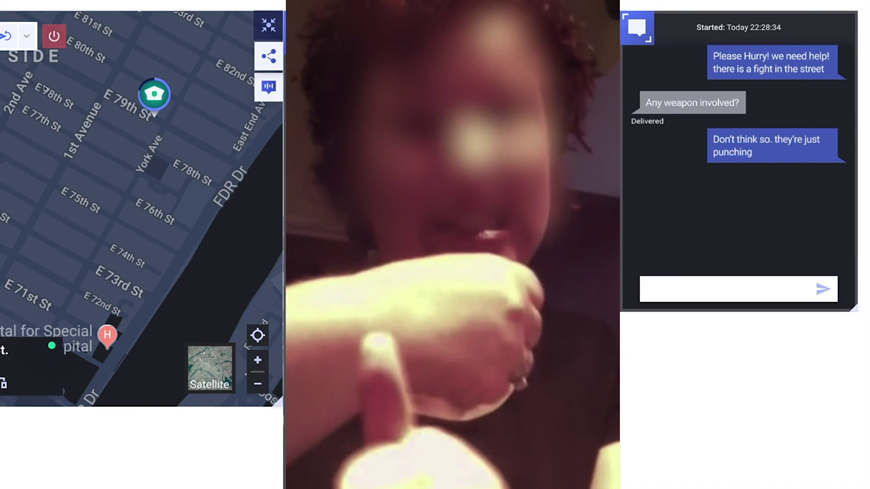 E 81st St
53rd St
E 80th St
SIDE
E 82nd St
2nd Ave
E98th St
E 79th St
E 77th St
1st Avenue
East End Av
York Ave
E 78th St
FDR Dr
E 75th St
E 76th St
St
E 74th St
E 73rd St
E 71st St
E 72nd St
tal for Special
pital
H
t.
Dr
Satellite
Started: Today 22:28:34
Please Hurry! we need help!
there is a fight in the street
Any weapon involved?
Delivered
Don't think so. they're just
punching